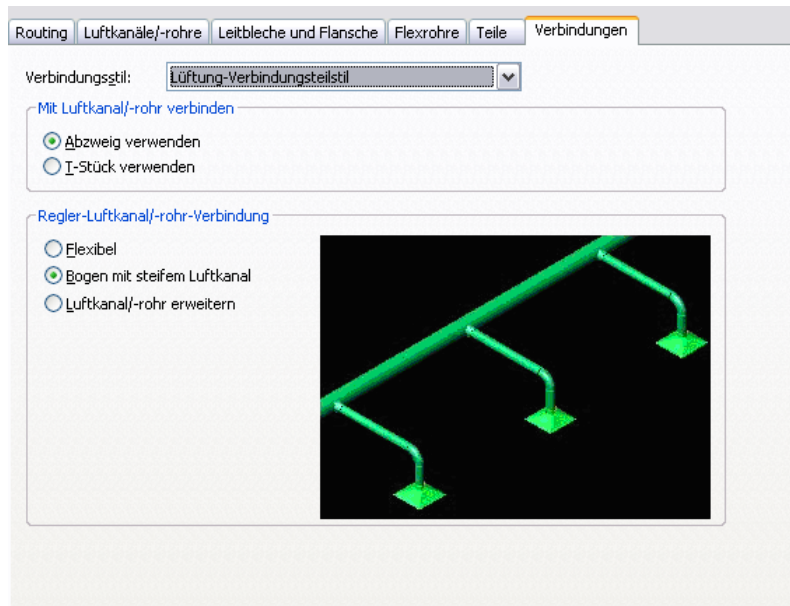 Routing Luftkanäle/-rohre Leitbleche und Flansche Flexrohre Teile Verbindungen
Verbindungsstil: Lüftung-Verbindungsteilstil
Mit Luftkanal/-rohr verbinden
Abzweig verwenden
T-Stück verwenden
Regler-Luftkanal/-rohr-Verbindung
Flexibel
Bogen mit steifem Luftkanal
Luftkanal/-rohr erweitern